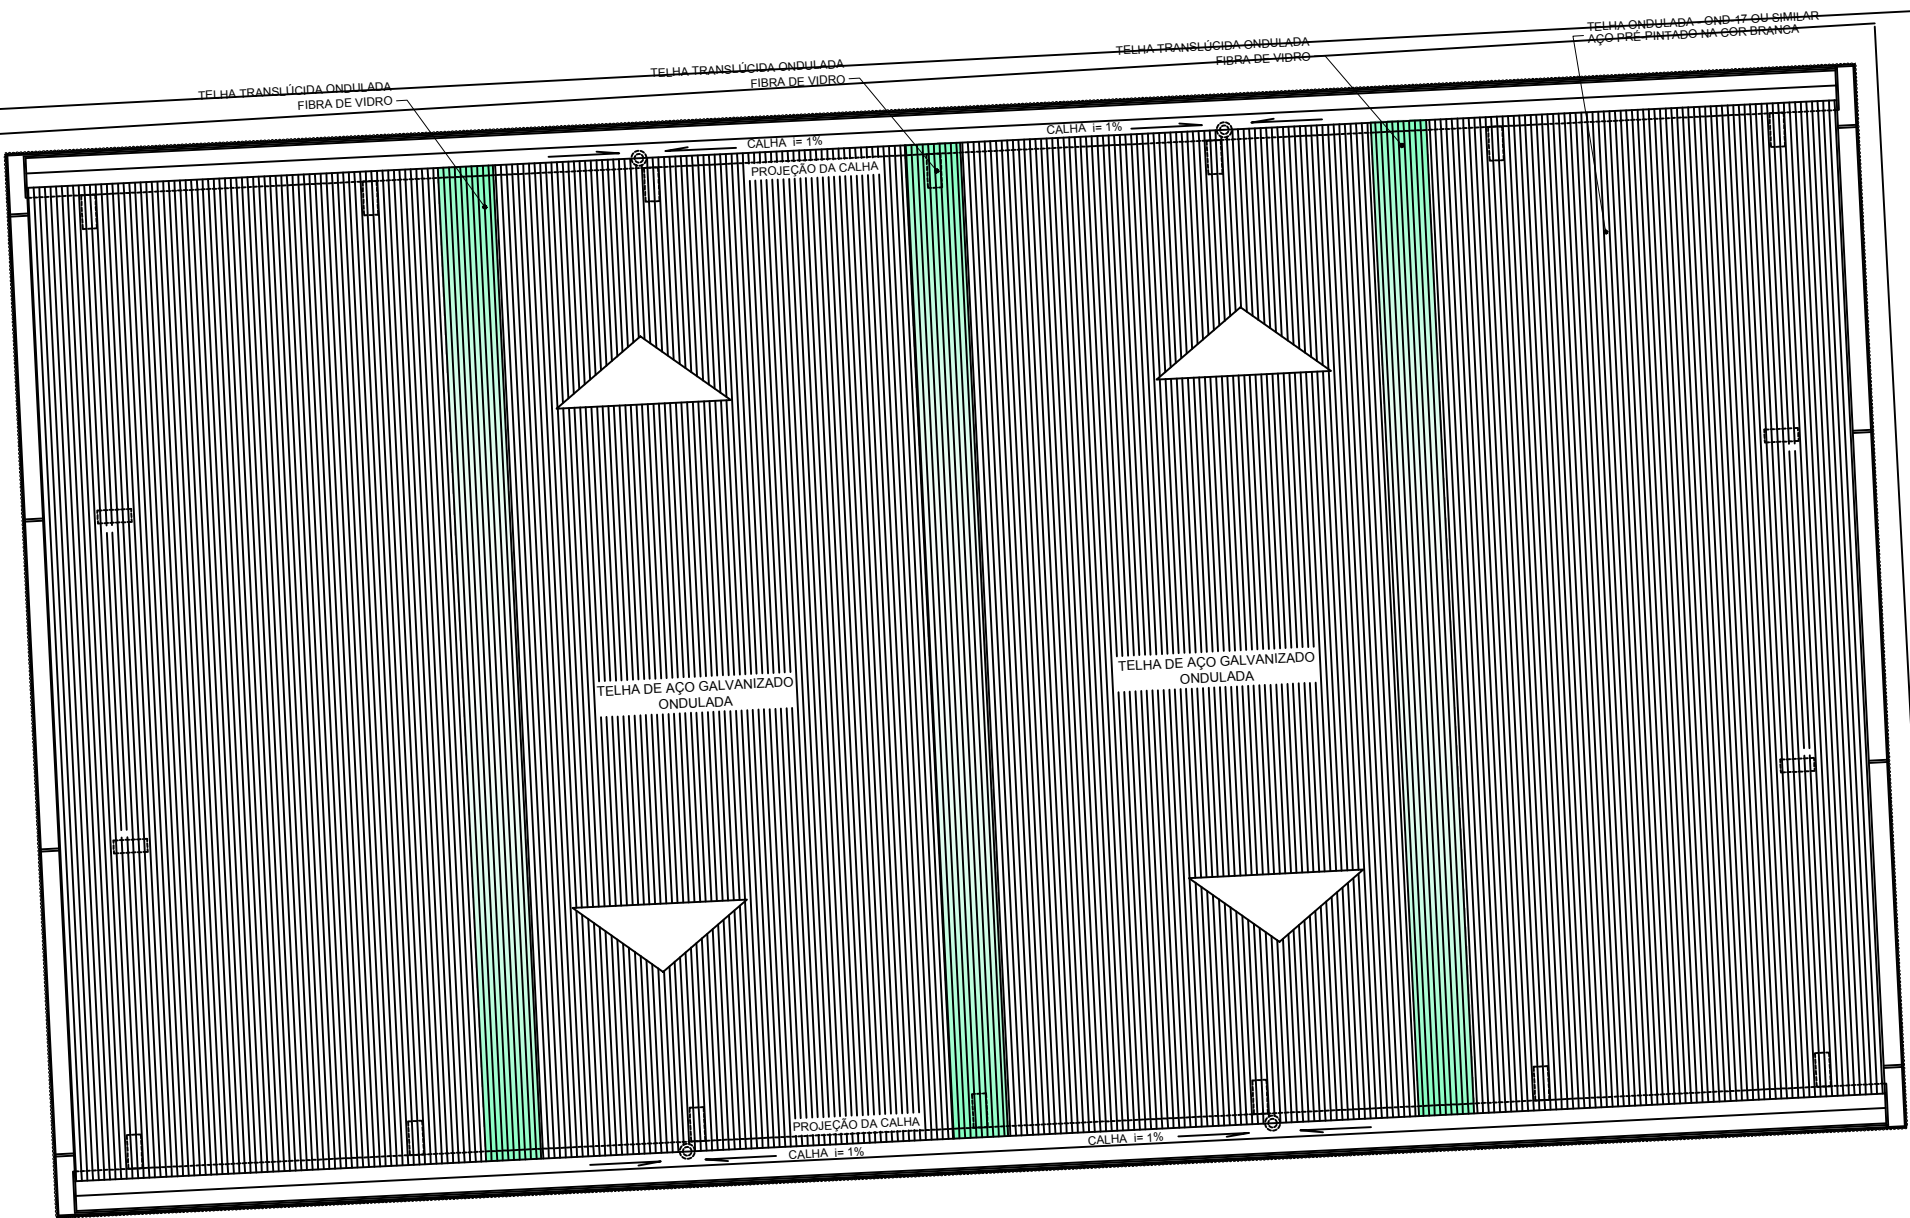 TELHA TRANSLÚCIDA ONDULADA
FIBRA DE VIDRO
TELHA TRANSLÚCIDA ONDULADA
FIBRA DE VIDRO
TELHA TRANSLÚCIDA ONDULADA
FIBRA DE VIDRO
TELHA ONDULADA - OND-17 OU SIMILAR
AÇO PRÉ-PINTADO NA COR BRANCA
CALHA i= 1%
CALHA i= 1%
PROJEÇÃO DA CALHA
TELHA DE AÇO GALVANIZADO
ONDULADA
TELHA DE AÇO GALVANIZADO
ONDULADA
PROJEÇÃO DA CALHA
CALHA i= 1%
CALHA i= 1%